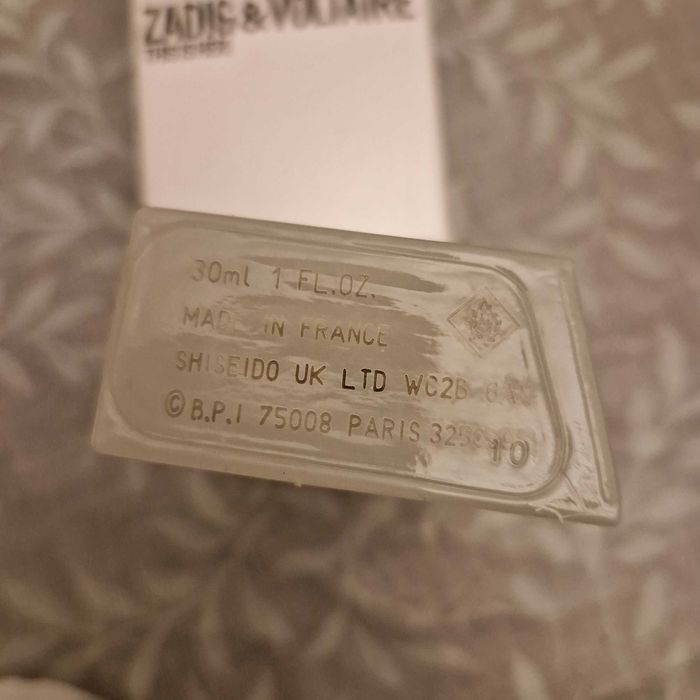 ZADIG & VOLTAIRE
30ml 1 FL.OZ.
MADE IN FRANCE
SHISEIDO UK LTD WC2B
©B.P.I 75008 PARIS
10